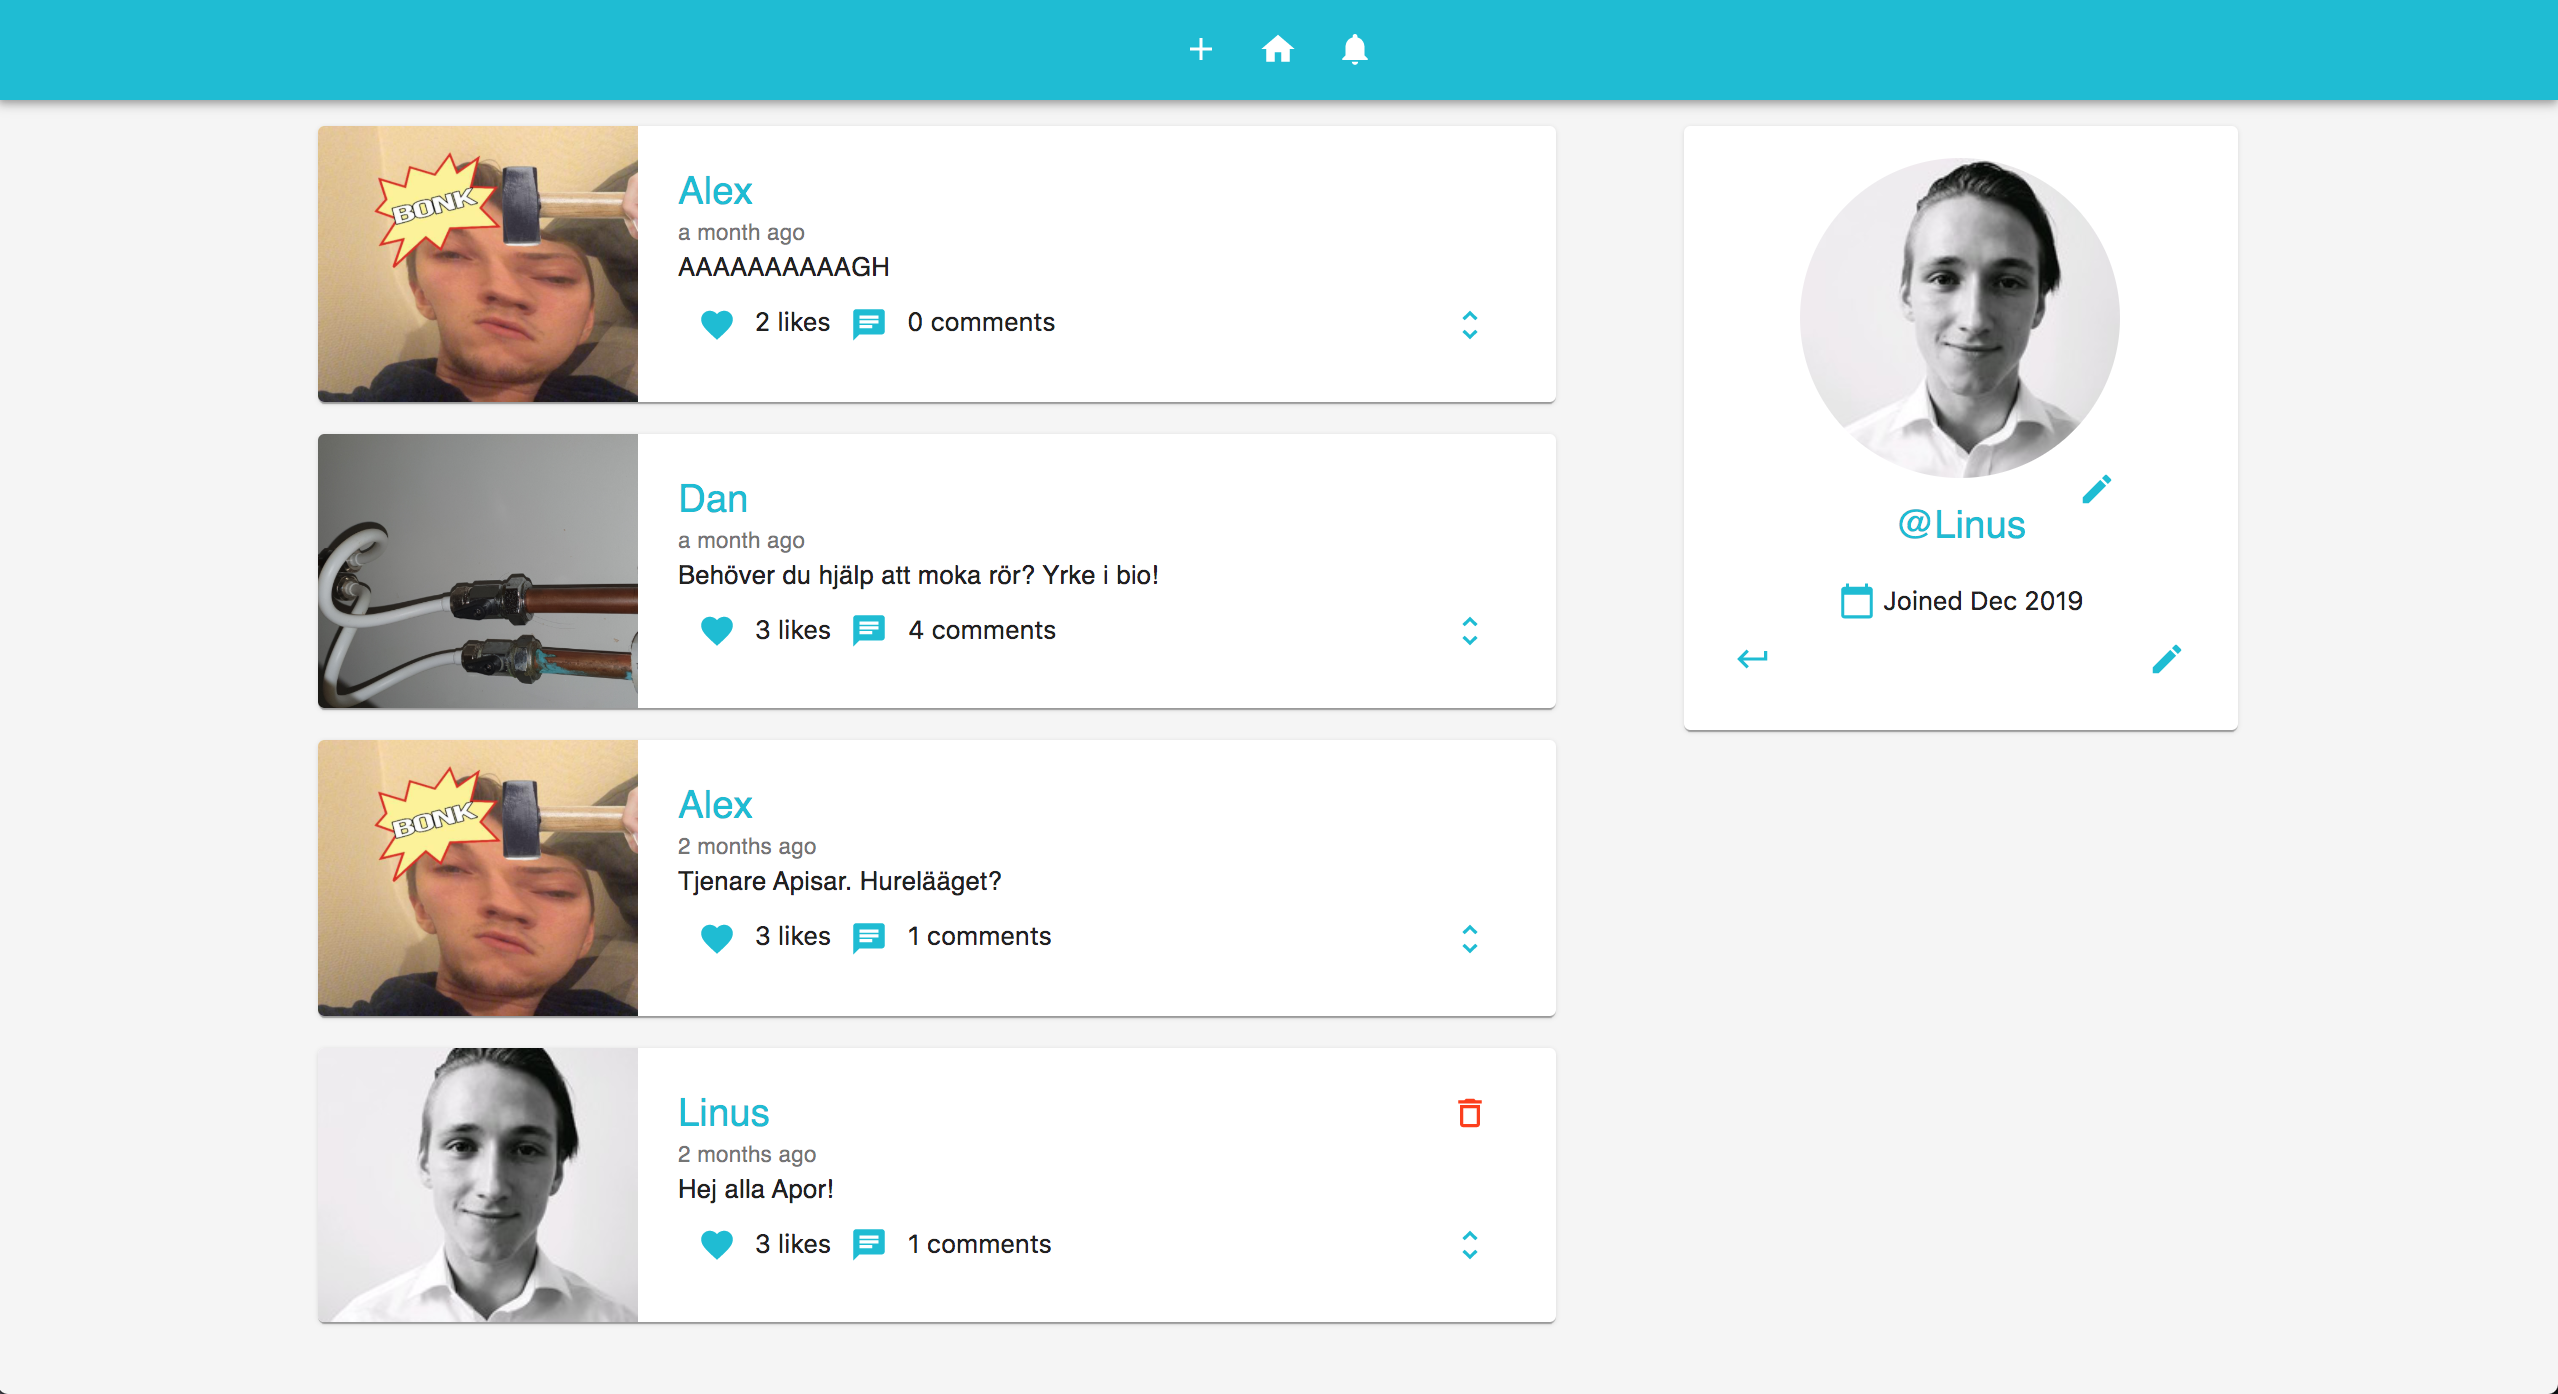 BONK
Alex
a month ago
AAAAAAAAAAGH
2 likes 0 comments
Dan
a month ago
Behöver du hjälp att moka rör? Yrke i bio!
3 likes 4 comments
BONK
Alex
2 months ago
Tjenare Apisar. Hurelääget?
3 likes 1 comments
Linus
2 months ago
Hej alla Apor!
3 likes 1 comments
@Linus
Joined Dec 2019